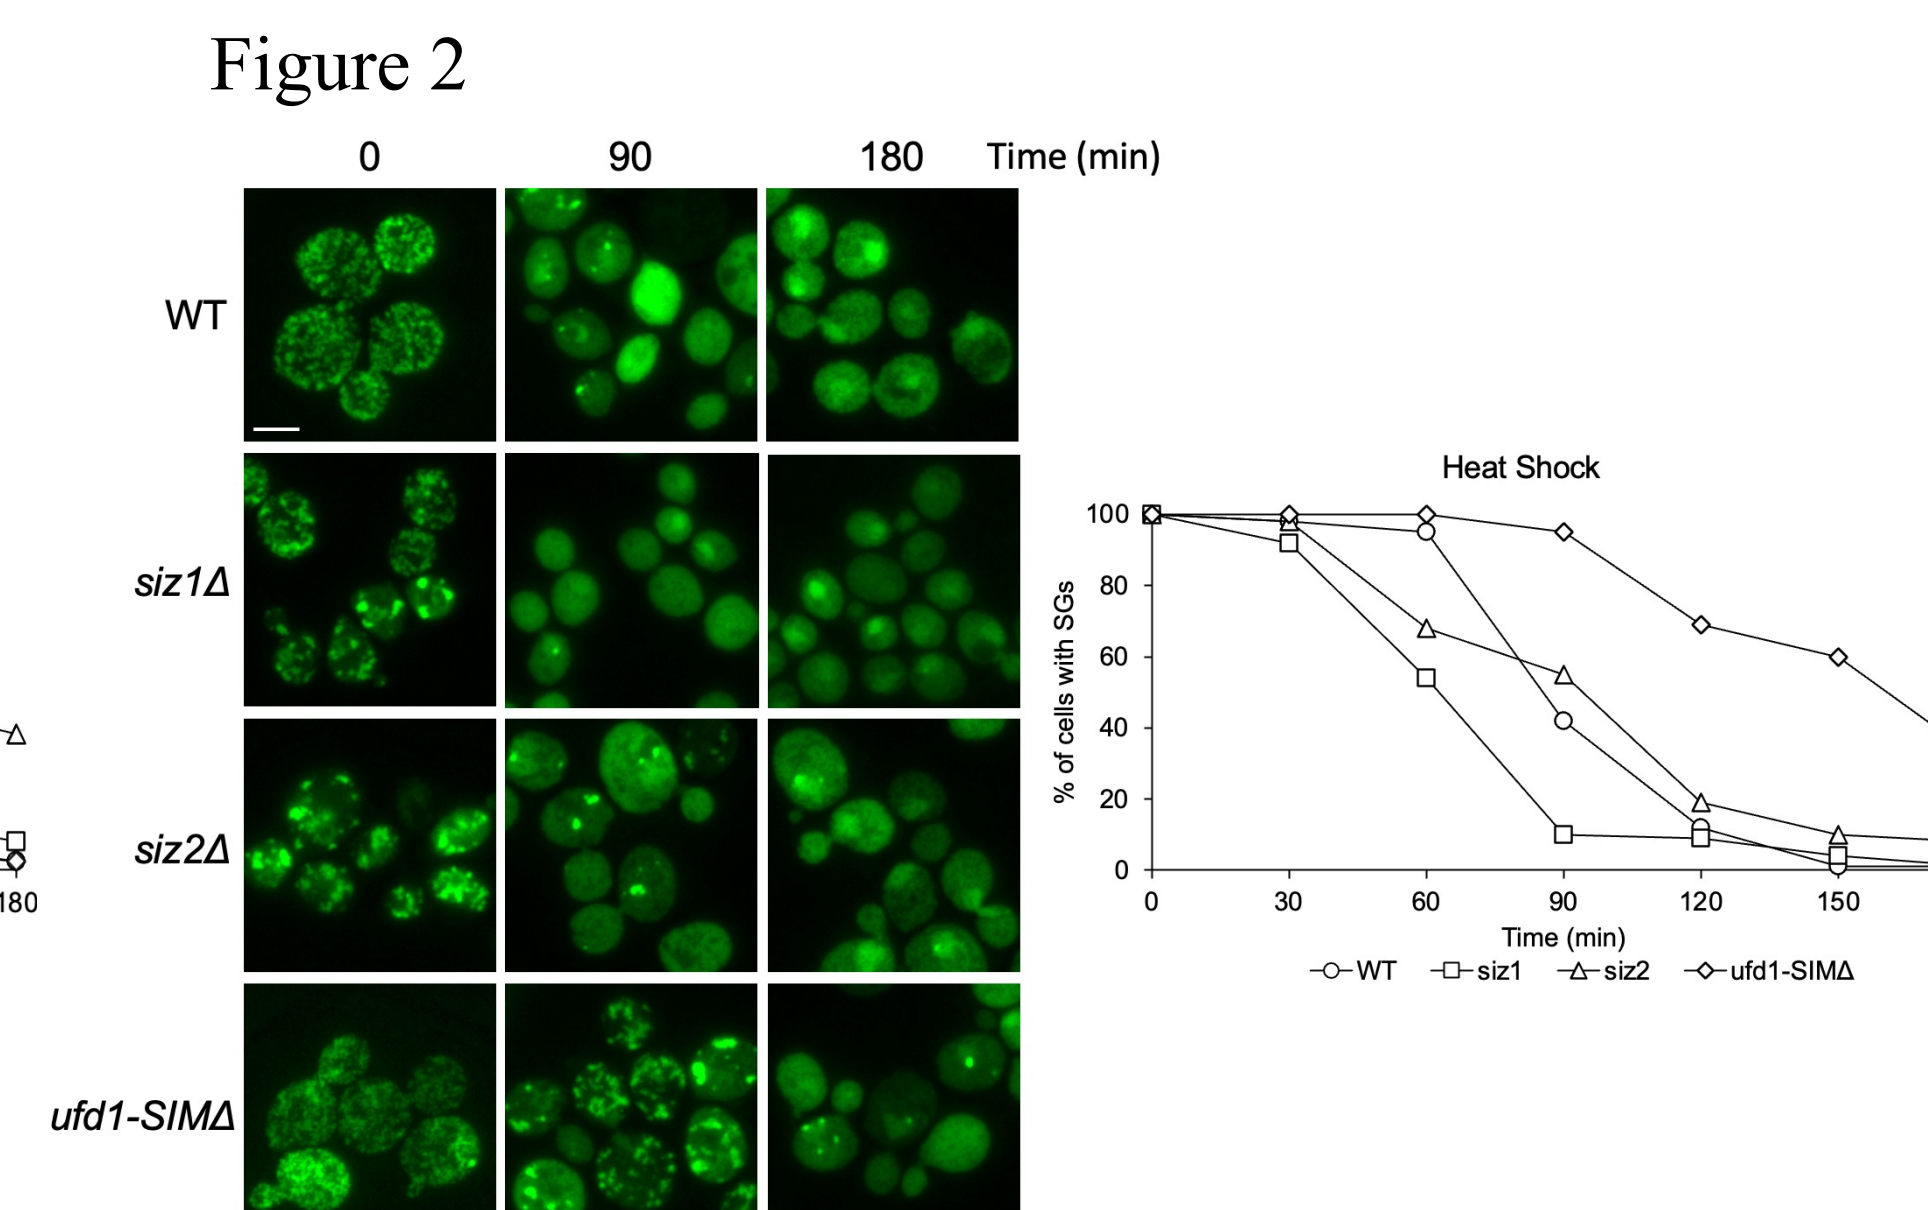 Figure 2
0 90 180 Time (min)
WT
siz1Δ
siz2Δ
ufd1-SIMΔ
180
Heat Shock
% of cells with SGs
100
80
60
40
20
0
0 30 60 90 120 150
Time (min)
WT siz1 siz2 ufd1-SIMΔ